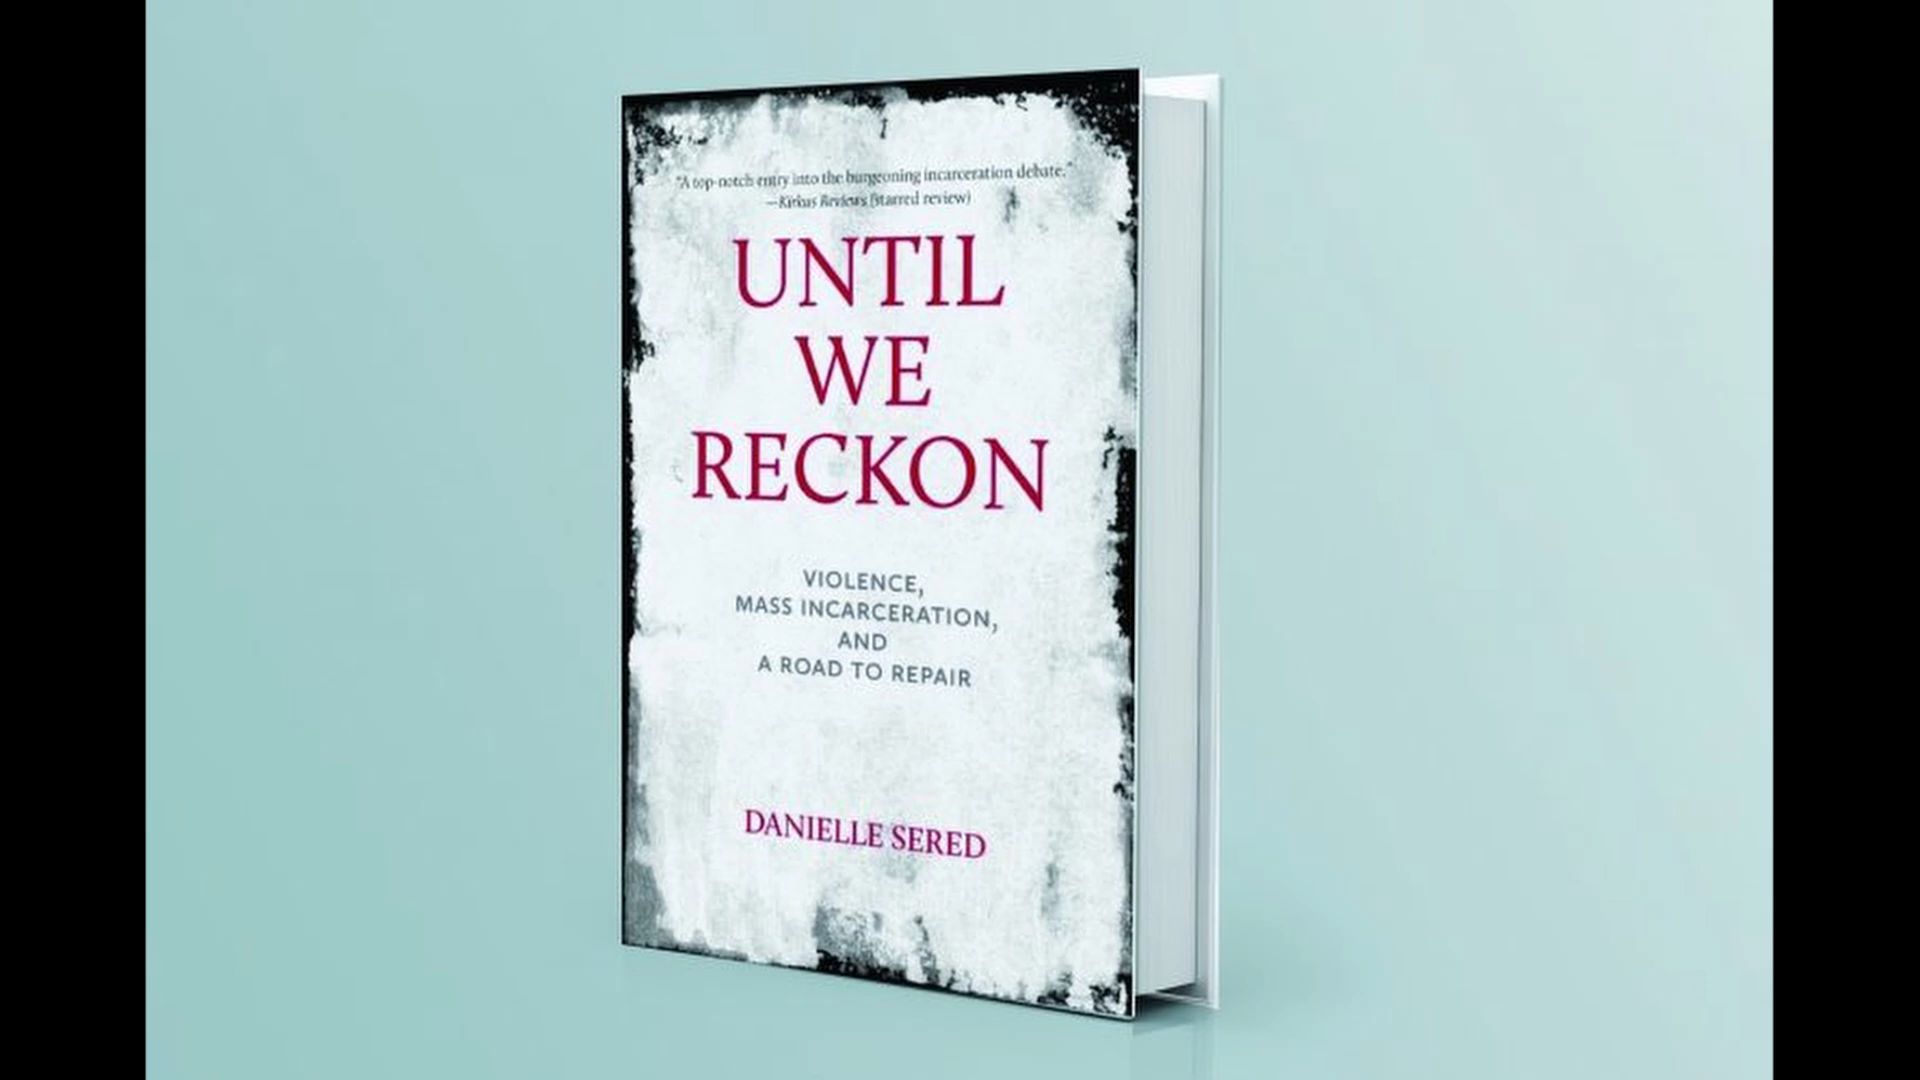 “A top-notch entry into the burgeoning incarceration debate.”
—Kirkus Reviews (starred review)
UNTIL
WE
RECKON
VIOLENCE,
MASS INCARCERATION,
AND
A ROAD TO REPAIR
DANIELLE SERED